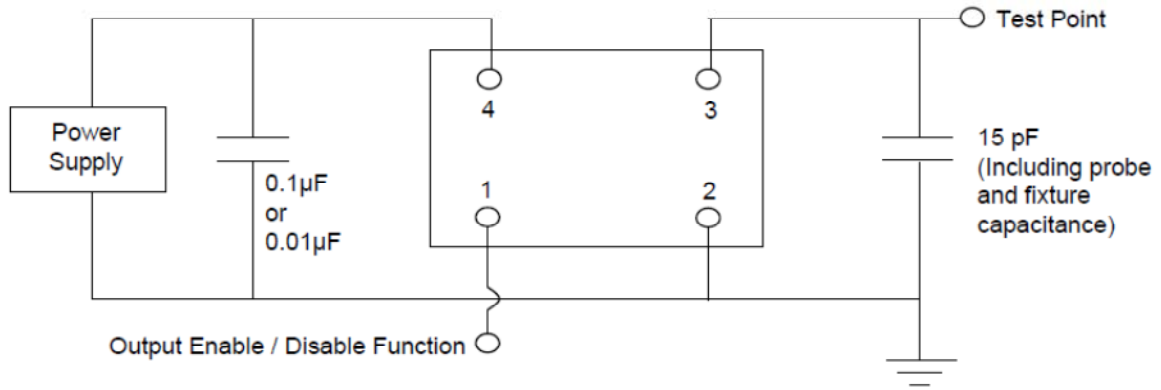 Test Point
4
3
Power
Supply
15 pF
(Including probe
and fixture
capacitance)
0.1µF
or
0.01µF
1
2
Output Enable / Disable Function